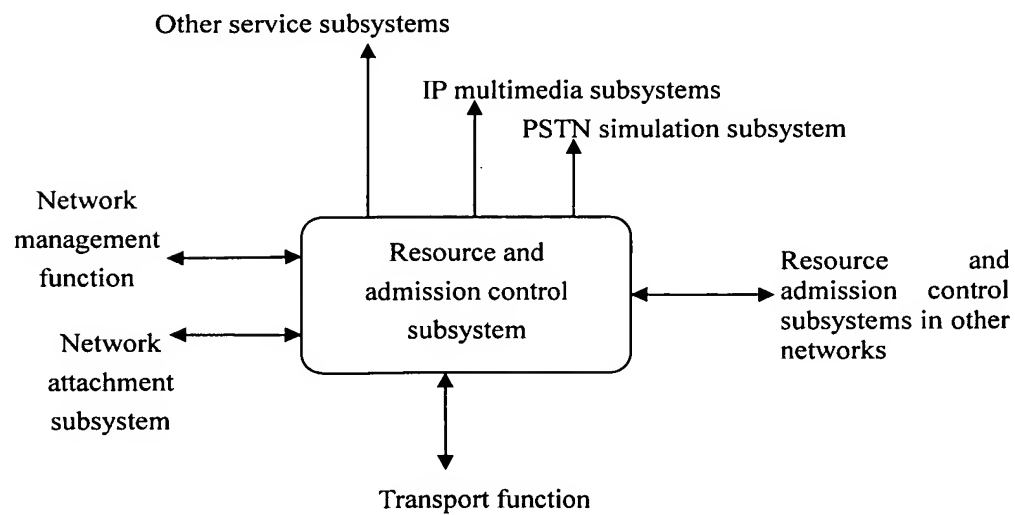 Other service subsystems
IP multimedia subsystems
PSTN simulation subsystem
Network
management
function
Resource and
admission control
subsystem
Resource and
admission control
subsystems in other
networks
Network
attachment
subsystem
Transport function